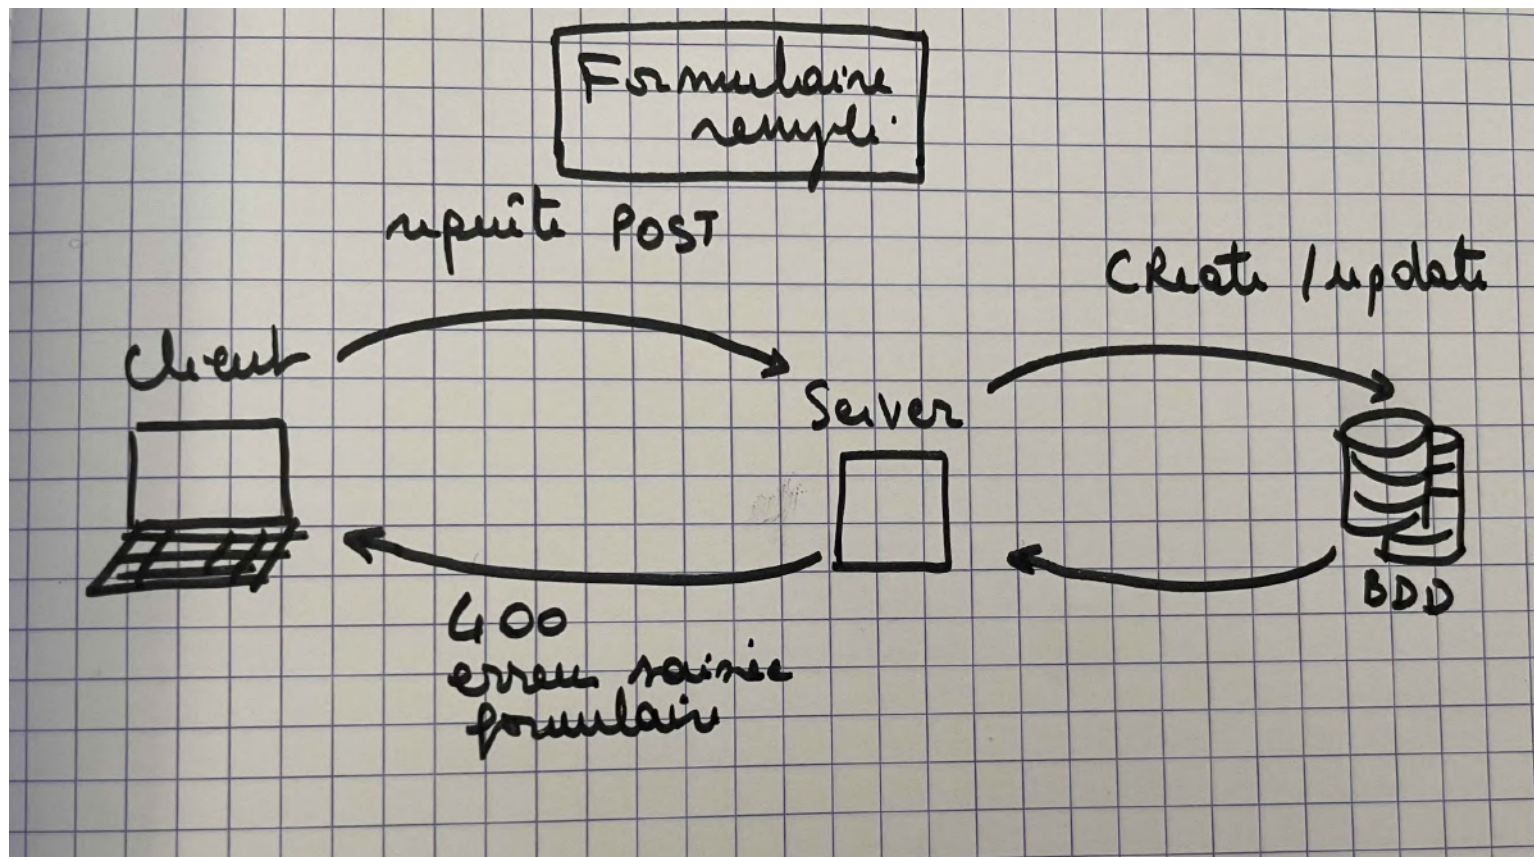 Formulaire
rempli
requête POST
Create / update
Client
Server
BDD
400
erreur saisie
formulaire